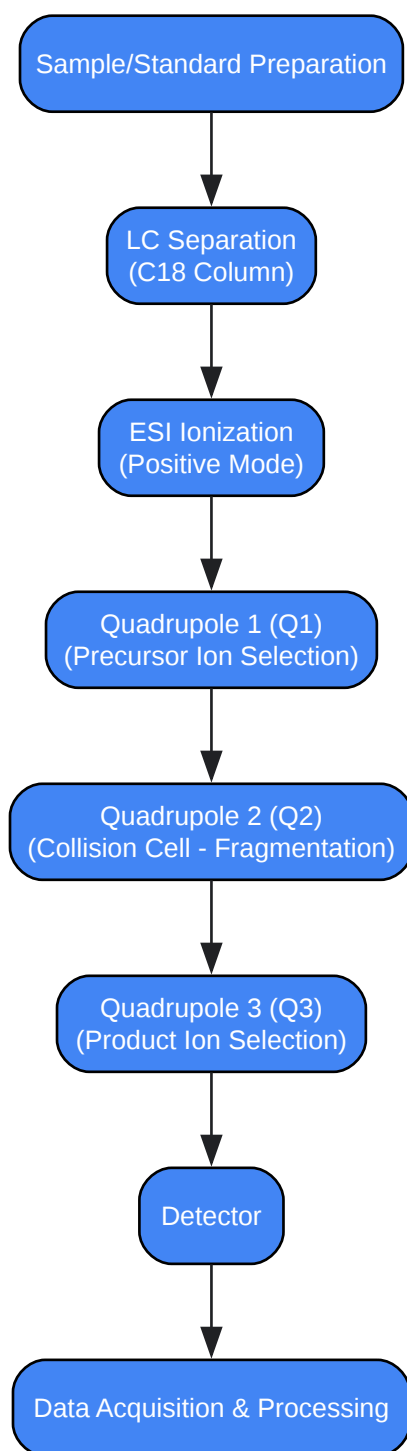 Sample/Standard Preparation
LC Separation
(C18 Column)
ESI Ionization
(Positive Mode)
Quadrupole 1 (Q1)
(Precursor Ion Selection)
Quadrupole 2 (Q2)
(Collision Cell - Fragmentation)
Quadrupole 3 (Q3)
(Product Ion Selection)
Detector
Data Acquisition & Processing